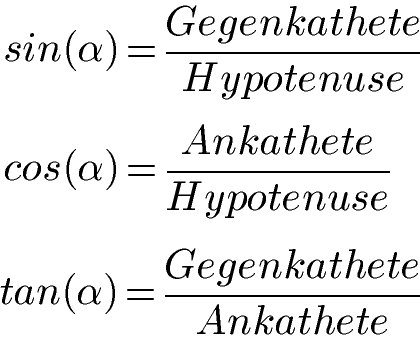 sin(α) = Gegenkathete / Hypotenuse
cos(α) = Ankathete / Hypotenuse
tan(α) = Gegenkathete / Ankathete